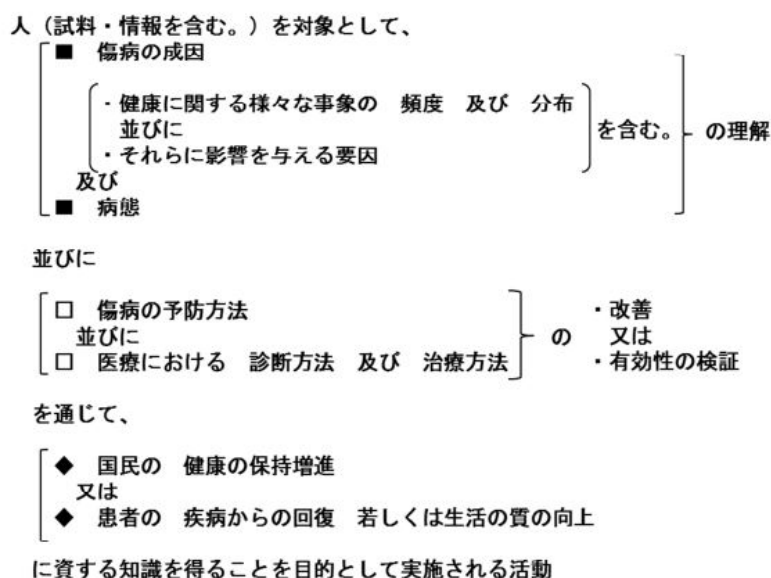 人（試料・情報を含む。）を対象として、
■ 傷病の成因
・健康に関する様々な事象の 頻度 及び 分布
並びに
・それらに影響を与える要因
を含む。
の理解
及び
■ 病態
並びに
□ 傷病の予防方法
並びに
□ 医療における 診断方法 及び 治療方法
の
・改善
又は
・有効性の検証
を通じて、
◆ 国民の 健康の保持増進
又は
◆ 患者の 疾病からの回復 若しくは生活の質の向上
に資する知識を得ることを目的として実施される活動